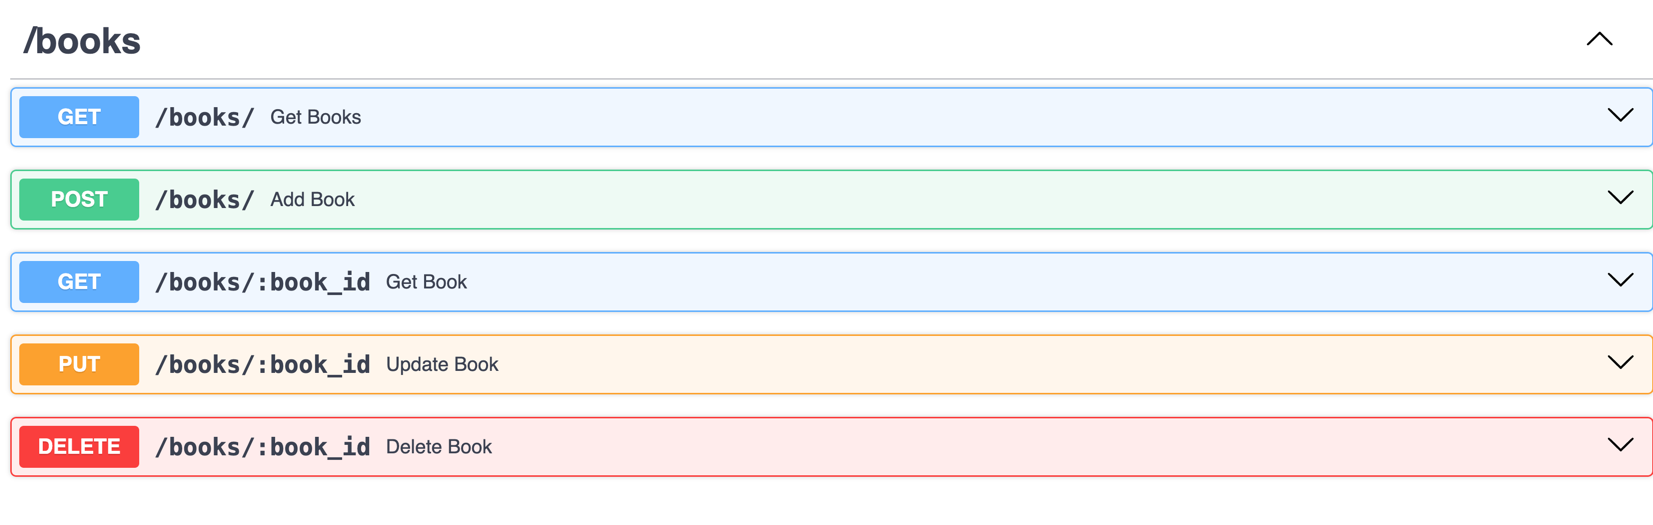 /books
GET /books/ Get Books
POST /books/ Add Book
GET /books/:book_id Get Book
PUT /books/:book_id Update Book
DELETE /books/:book_id Delete Book